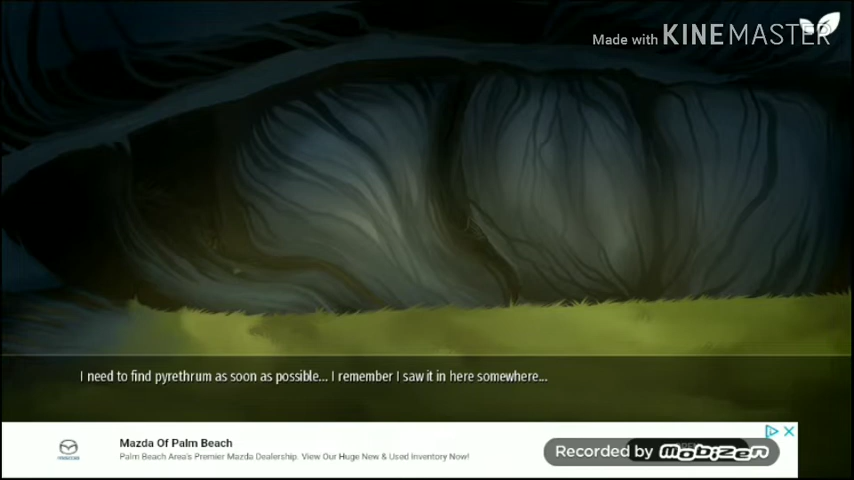 Made with KINEMASTER
I need to find pyrethrum as soon as possible... I remember I saw it in here somewhere...
Mazda Of Palm Beach
Palm Beach Area's Premier Mazda Dealership. View Our Huge New & Used Inventory Now!
Recorded by mobizen